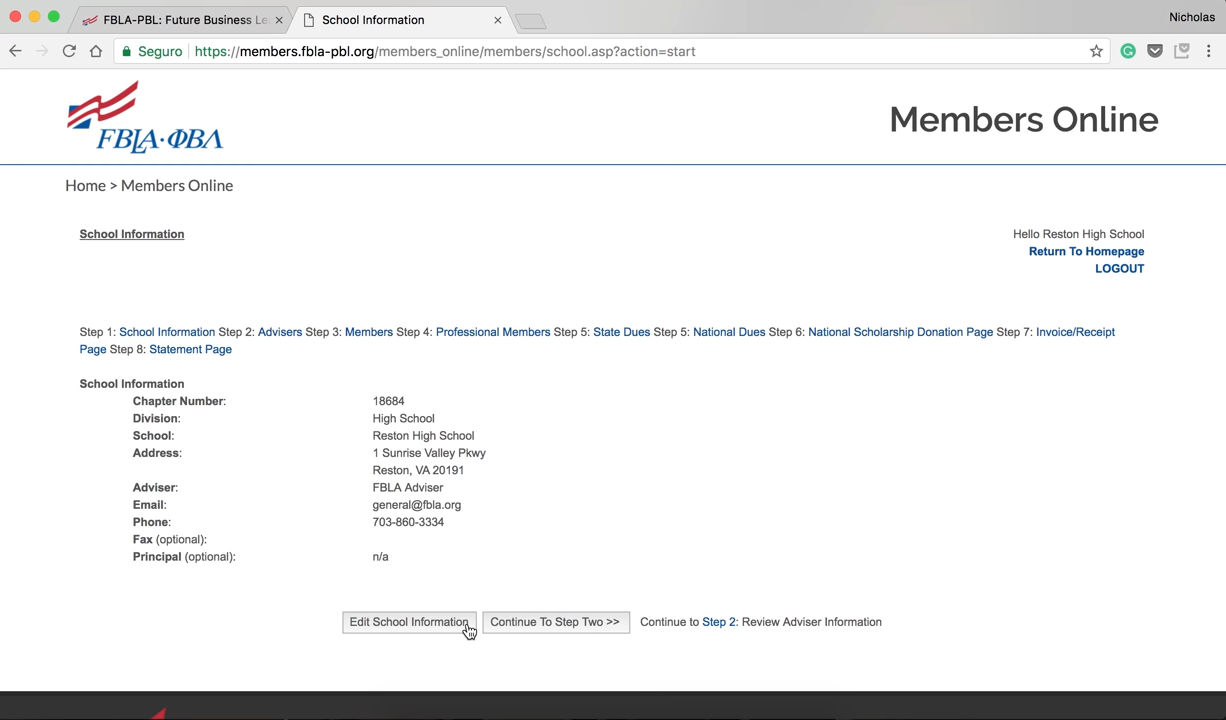 FBLA-PBL: Future Business Le
School Information
Nicholas
Seguro
https://members.fbla-pbl.org/members_online/members/school.asp?action=start
FBLA·ΦBΛ
Members Online
Home > Members Online
School Information
Hello Reston High School
Return To Homepage
LOGOUT
Step 1: School Information Step 2: Advisers Step 3: Members Step 4: Professional Members Step 5: State Dues Step 5: National Dues Step 6: National Scholarship Donation Page Step 7: Invoice/Receipt
Page Step 8: Statement Page
School Information
Chapter Number: 18684
Division: High School
School: Reston High School
Address: 1 Sunrise Valley Pkwy
Reston, VA 20191
Adviser: FBLA Adviser
Email: general@fbla.org
Phone: 703-860-3334
Fax (optional):
Principal (optional): n/a
Edit School Information Continue To Step Two >> Continue to Step 2: Review Adviser Information